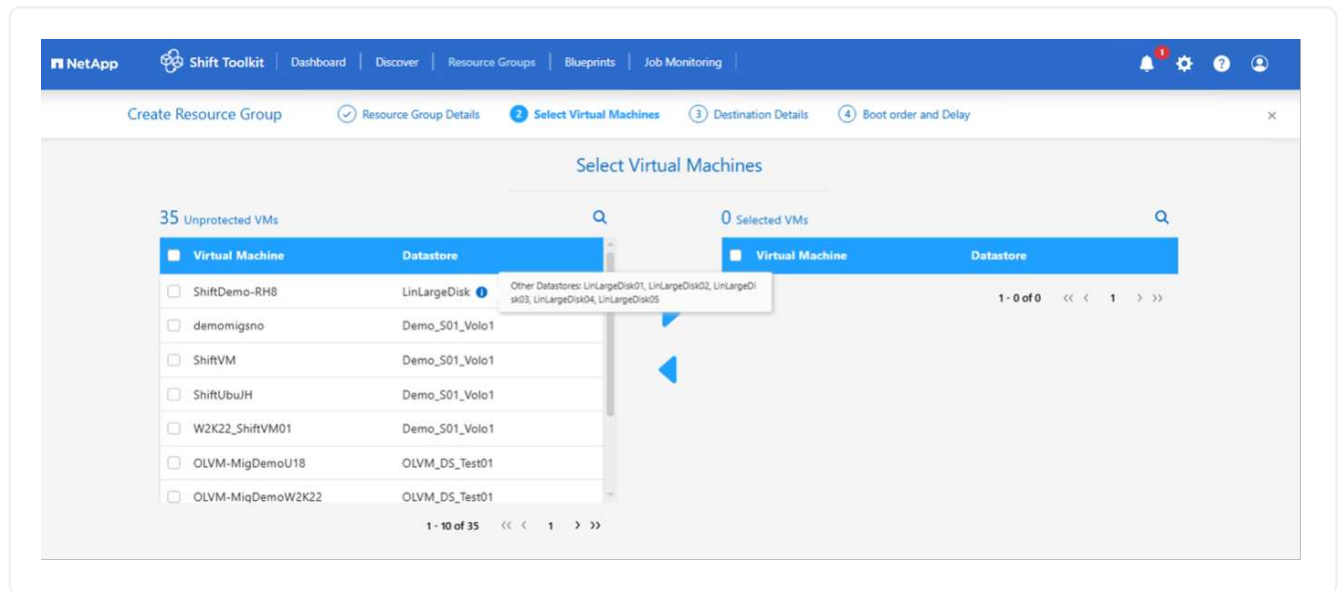 NetApp Shift Toolkit Dashboard Discover Resource Groups Blueprints Job Monitoring 1 ?
Create Resource Group Resource Group Details 2 Select Virtual Machines 3 Destination Details 4 Boot order and Delay ×
Select Virtual Machines
35 Unprotected VMs
Virtual Machine Datastore
ShiftDemo-RH8 LinLargeDisk
Other Datastores: LinLargeDisk01, LinLargeDisk02, LinLargeDi
sk03, LinLargeDisk04, LinLargeDisk05
demomigsno Demo_S01_Volo1
ShiftVM Demo_S01_Volo1
ShiftUbuJH Demo_S01_Volo1
W2K22_ShiftVM01 Demo_S01_Volo1
OLVM-MigDemoU18 OLVM_DS_Test01
OLVM-MigDemoW2K22 OLVM_DS_Test01
1 - 10 of 35 << < 1 > >>
0 Selected VMs
Virtual Machine Datastore
1 - 0 of 0 << < 1 > >>